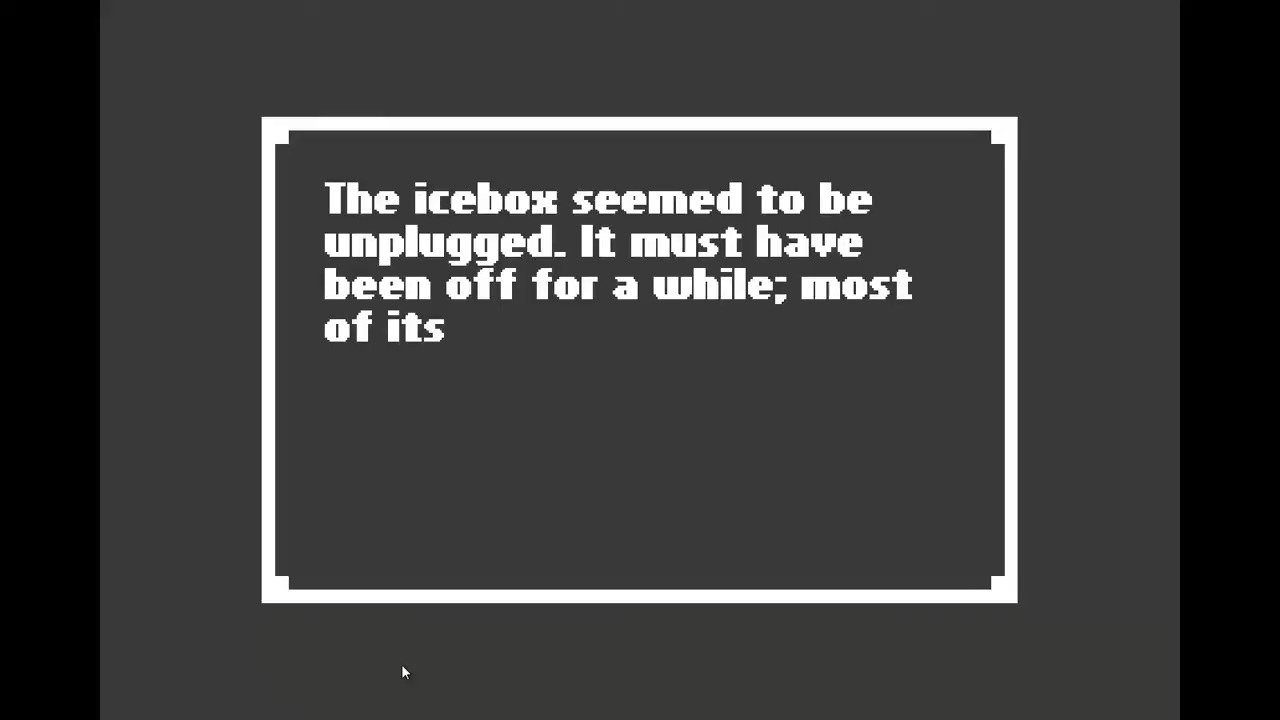 The icebox seemed to be
unplugged. It must have
been off for a while; most
of its